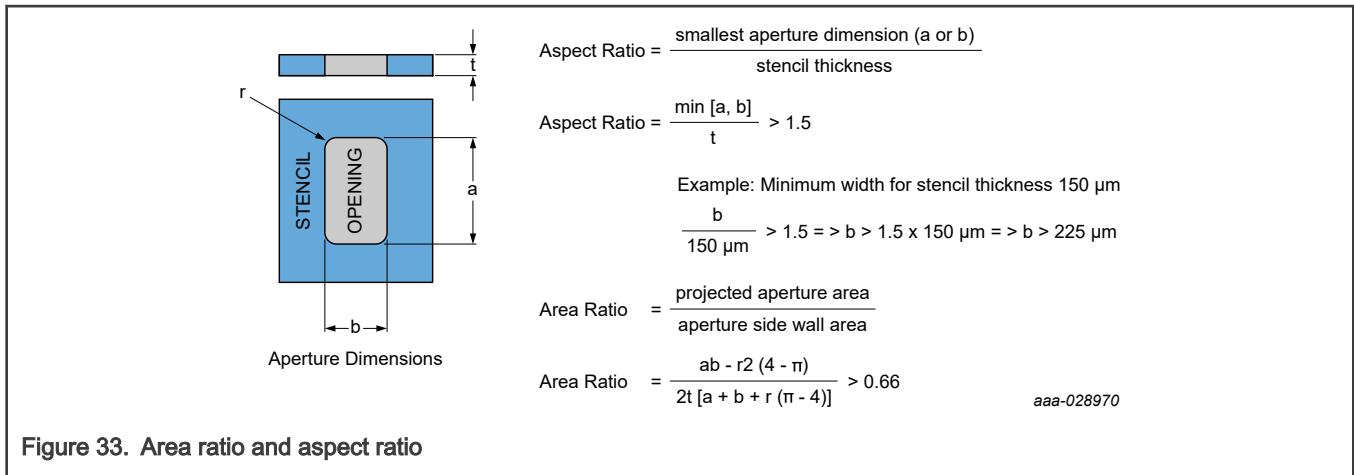 t
r
STENCIL
OPENING
a
b
Aperture Dimensions
Aspect Ratio = smallest aperture dimension (a or b)
stencil thickness
Aspect Ratio = min [a, b] > 1.5
t
Example: Minimum width for stencil thickness 150 µm
b
150 µm > 1.5 = > b > 1.5 x 150 µm = > b > 225 µm
Area Ratio = projected aperture area
aperture side wall area
Area Ratio = ab - r2 (4 - π) > 0.66
2t [a + b + r (π - 4)]
aaa-028970
Figure 33. Area ratio and aspect ratio